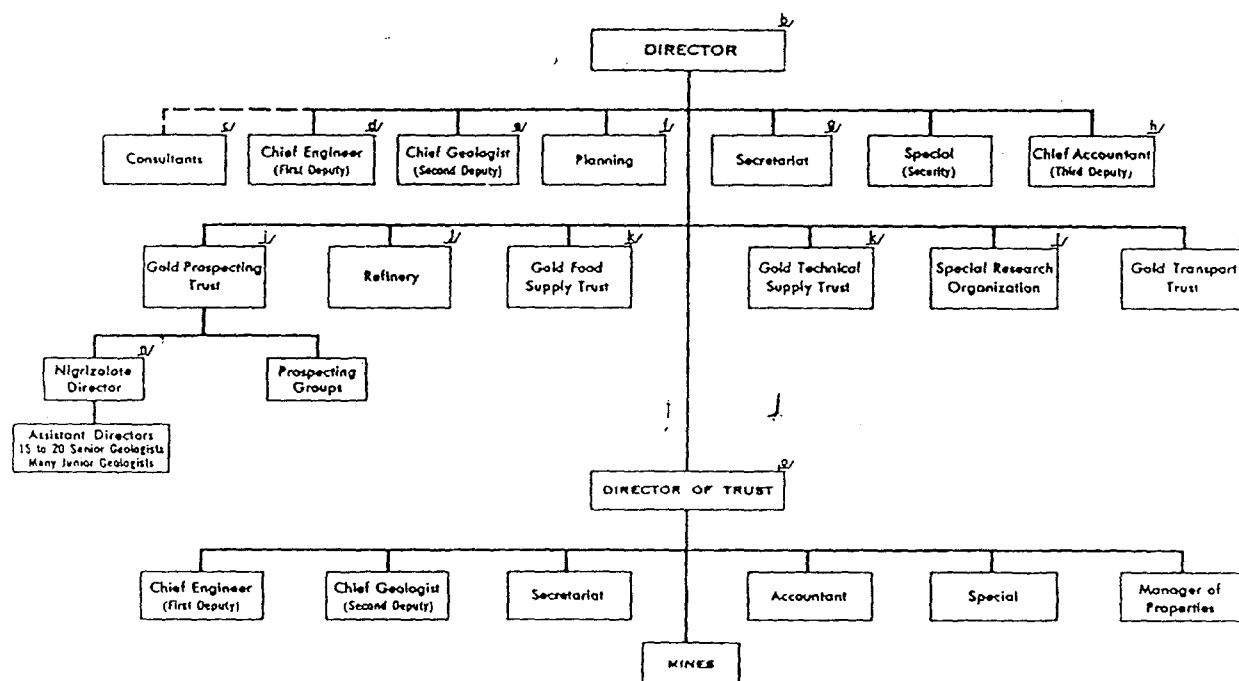 b/
DIRECTOR
c/
d/
e/
f/
g/
h/
Consultants
Chief Engineer
(First Deputy)
Chief Geologist
(Second Deputy)
Planning
Secretariat
Special
(Security)
Chief Accountant
(Third Deputy)
i/
j/
k/
k/
l/
Gold Prospecting
Trust
Refinery
Gold Food
Supply Trust
Gold Technical
Supply Trust
Special Research
Organization
Gold Transport
Trust
n/
Nigrizoloto
Director
Prospecting
Groups
Assistant Directors
15 to 20 Senior Geologists
Many Junior Geologists
o/
DIRECTOR OF TRUST
Chief Engineer
(First Deputy)
Chief Geologist
(Second Deputy)
Secretariat
Accountant
Special
Manager of
Properties
MINES